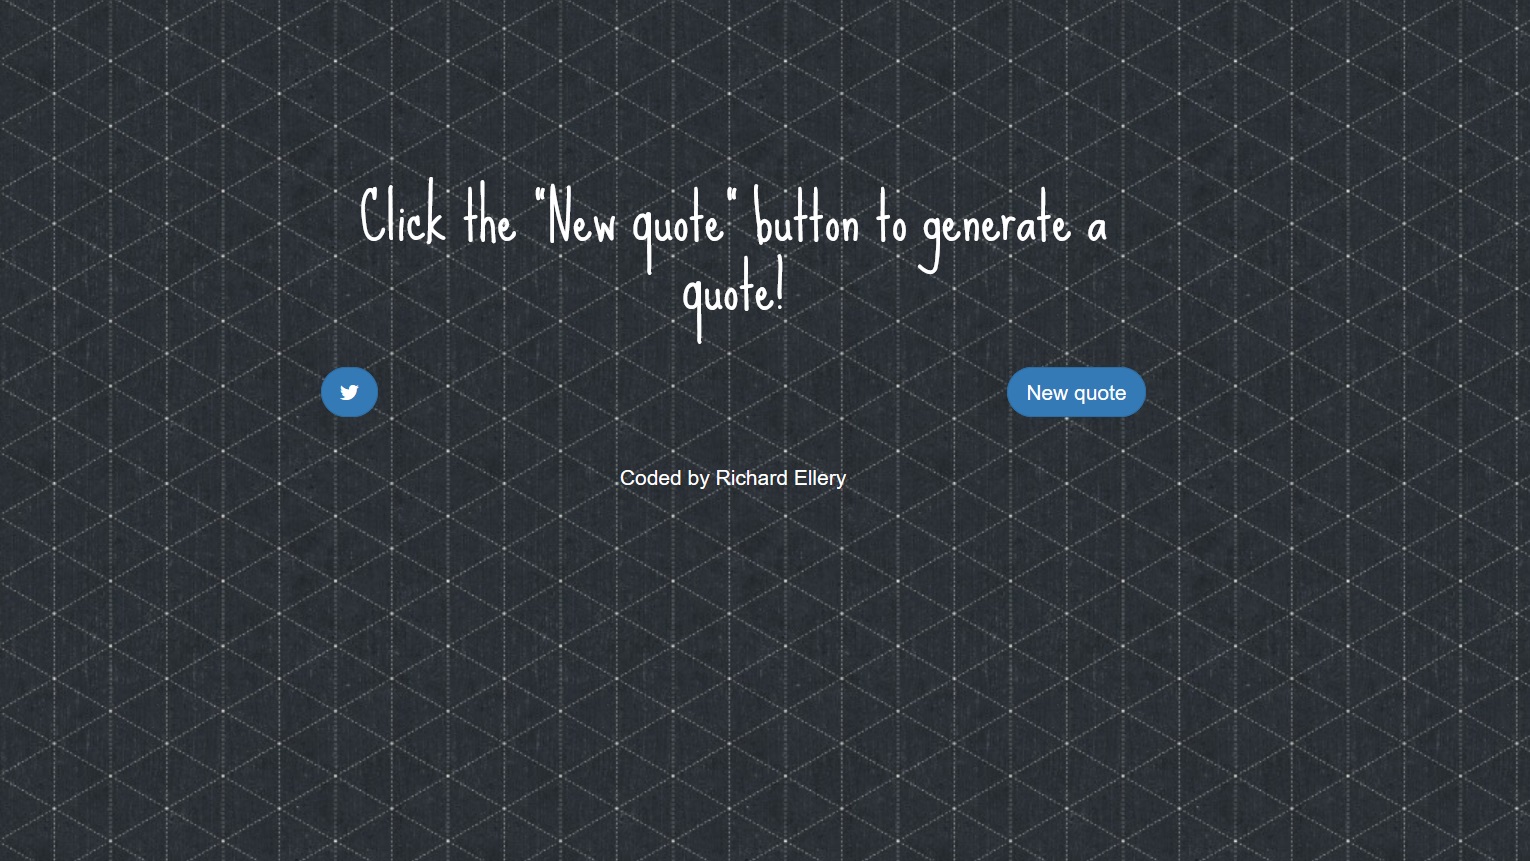 Click the "New quote" button to generate a
quote!
New quote
Coded by Richard Ellery